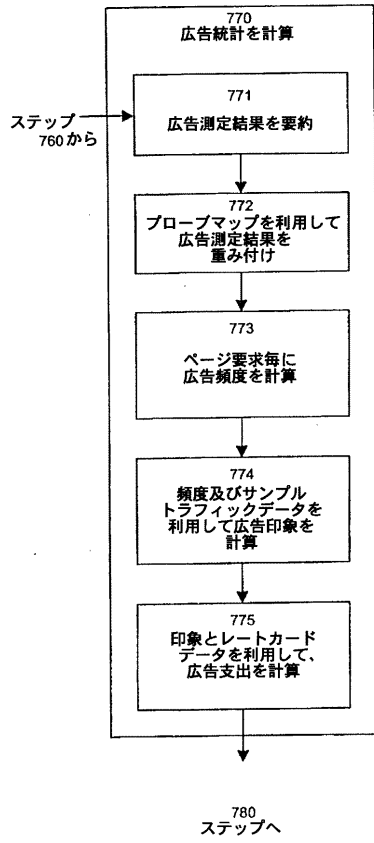 770
広告統計を計算
771
広告測定結果を要約
ステップ
760から
772
プローブマップを利用して
広告測定結果を
重み付け
773
ページ要求毎に
広告頻度を計算
774
頻度及びサンプル
トラフィックデータを
利用して広告印象を
計算
775
印象とレートカード
データを利用して、
広告支出を計算
780
ステップへ